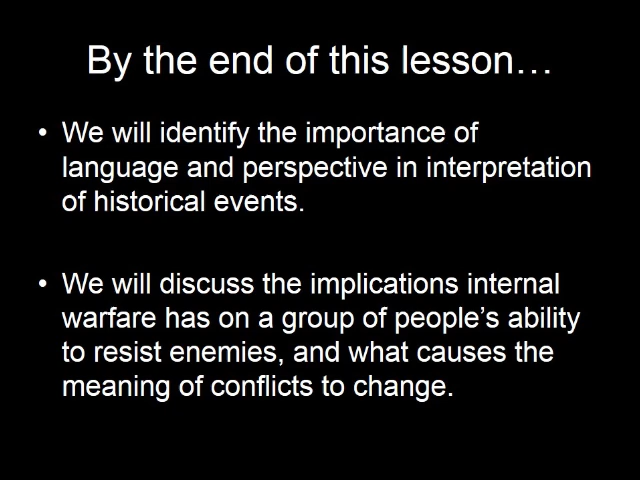 By the end of this lesson…
• We will identify the importance of
language and perspective in interpretation
of historical events.
• We will discuss the implications internal
warfare has on a group of people's ability
to resist enemies, and what causes the
meaning of conflicts to change.